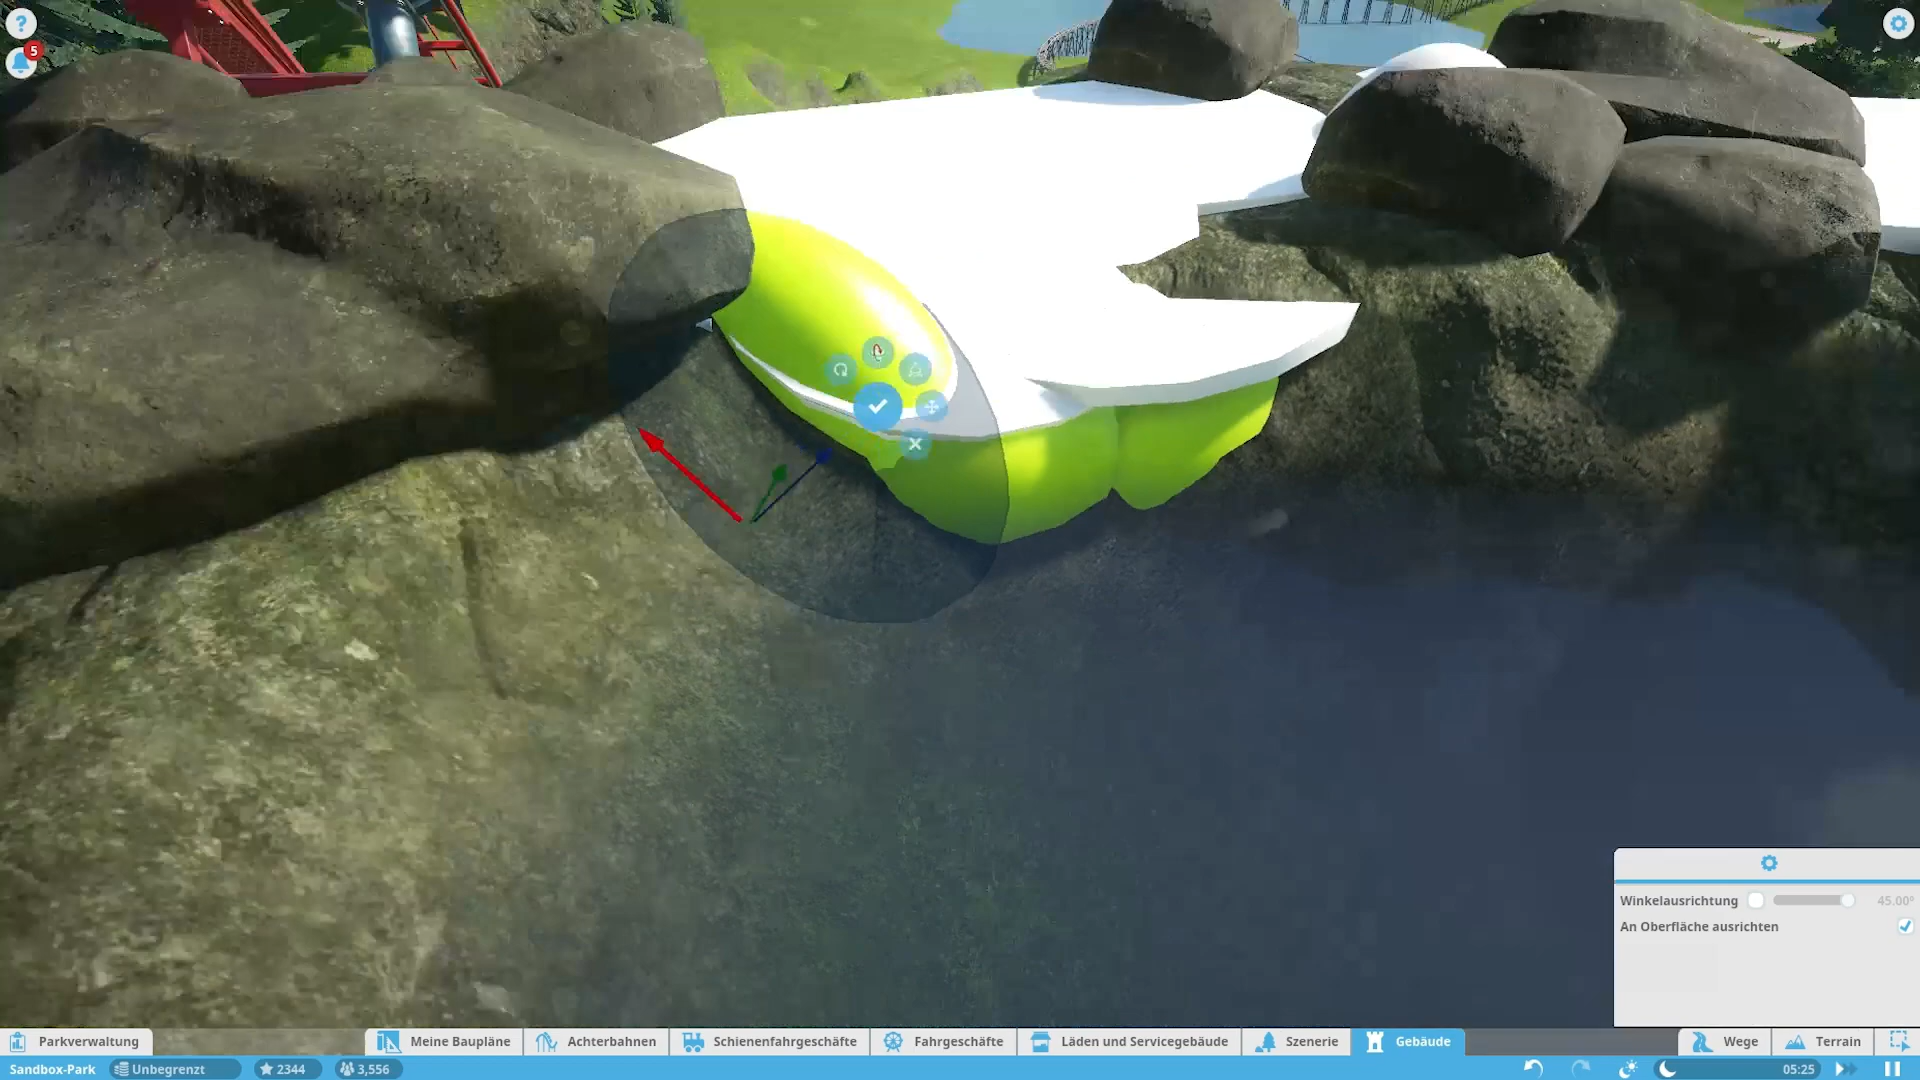 ?
5
Winkelausrichtung 45.00°
An Oberfläche ausrichten
Parkverwaltung Meine Baupläne Achterbahnen Schienenfahrgeschäfte Fahrgeschäfte Läden und Servicegebäude Szenerie Gebäude Wege Terrain
Sandbox-Park Unbegrenzt 2344 3,556 05:25